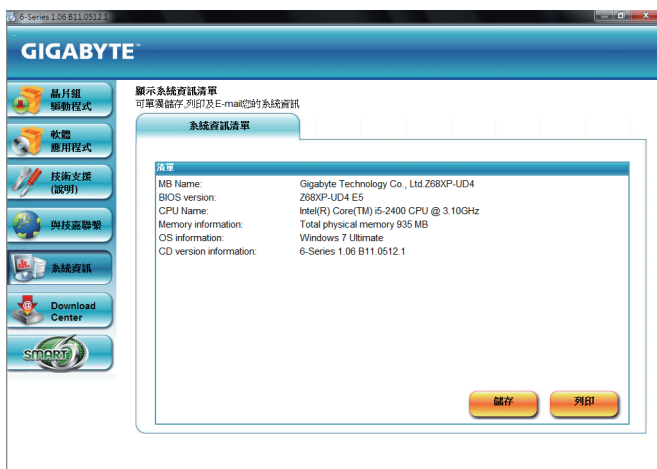 6-Series 1.06 B11.0512.1
GIGABYTE™
晶片組
驅動程式
軟體
應用程式
技術支援
(說明)
與技嘉聯繫
系統資訊
Download
Center
SMART 6
顯示系統資訊清單
可單獨儲存,列印及E-mail您的系統資訊
系統資訊清單
清單
MB Name: Gigabyte Technology Co., Ltd.Z68XP-UD4
BIOS version: Z68XP-UD4 E5
CPU Name: Intel(R) Core(TM) i5-2400 CPU @ 3.10GHz
Memory information: Total physical memory 935 MB
OS information: Windows 7 Ultimate
CD version information: 6-Series 1.06 B11.0512.1
儲存
列印